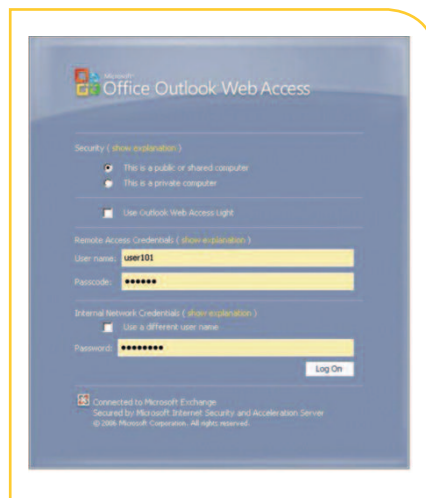 Microsoft
Office Outlook Web Access
Security ( show explanation )
This is a public or shared computer
This is a private computer
Use Outlook Web Access Light
Remote Access Credentials ( show explanation )
User name: user101
Passcode: ●●●●●●
Internal Network Credentials ( show explanation )
Use a different user name
Password: ●●●●●●●●
Log On
Connected to Microsoft Exchange
Secured by Microsoft Internet Security and Acceleration Server
© 2006 Microsoft Corporation. All rights reserved.